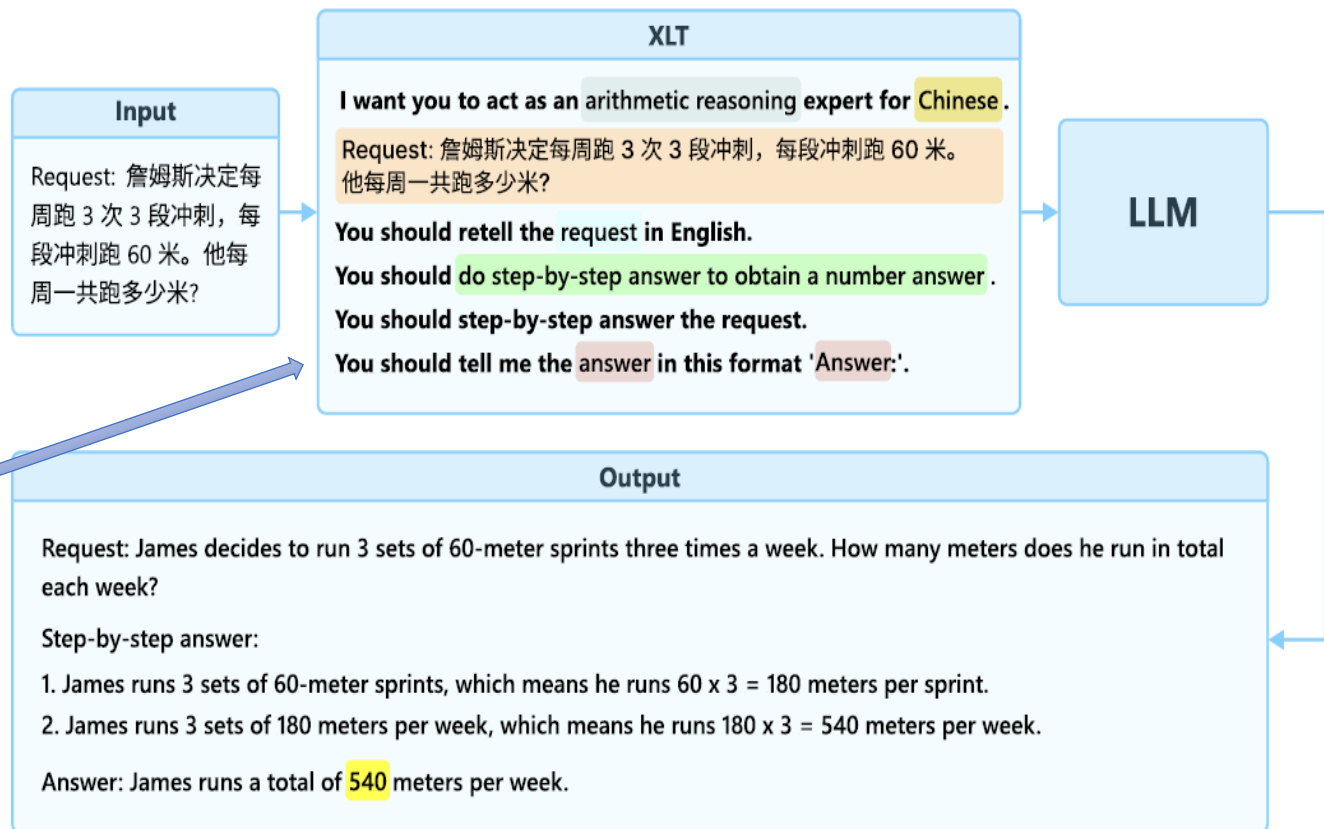 Input
Request: 詹姆斯决定每
周跑 3 次 3 段冲刺，每
段冲刺跑 60 米。他每
周一共跑多少米?
XLT
I want you to act as an arithmetic reasoning expert for Chinese.
Request: 詹姆斯决定每周跑 3 次 3 段冲刺，每段冲刺跑 60 米。
他每周一共跑多少米?
You should retell the request in English.
You should do step-by-step answer to obtain a number answer .
You should step-by-step answer the request.
You should tell me the answer in this format 'Answer:'.
LLM
Output
Request: James decides to run 3 sets of 60-meter sprints three times a week. How many meters does he run in total
each week?
Step-by-step answer:
1. James runs 3 sets of 60-meter sprints, which means he runs 60 x 3 = 180 meters per sprint.
2. James runs 3 sets of 180 meters per week, which means he runs 180 x 3 = 540 meters per week.
Answer: James runs a total of 540 meters per week.